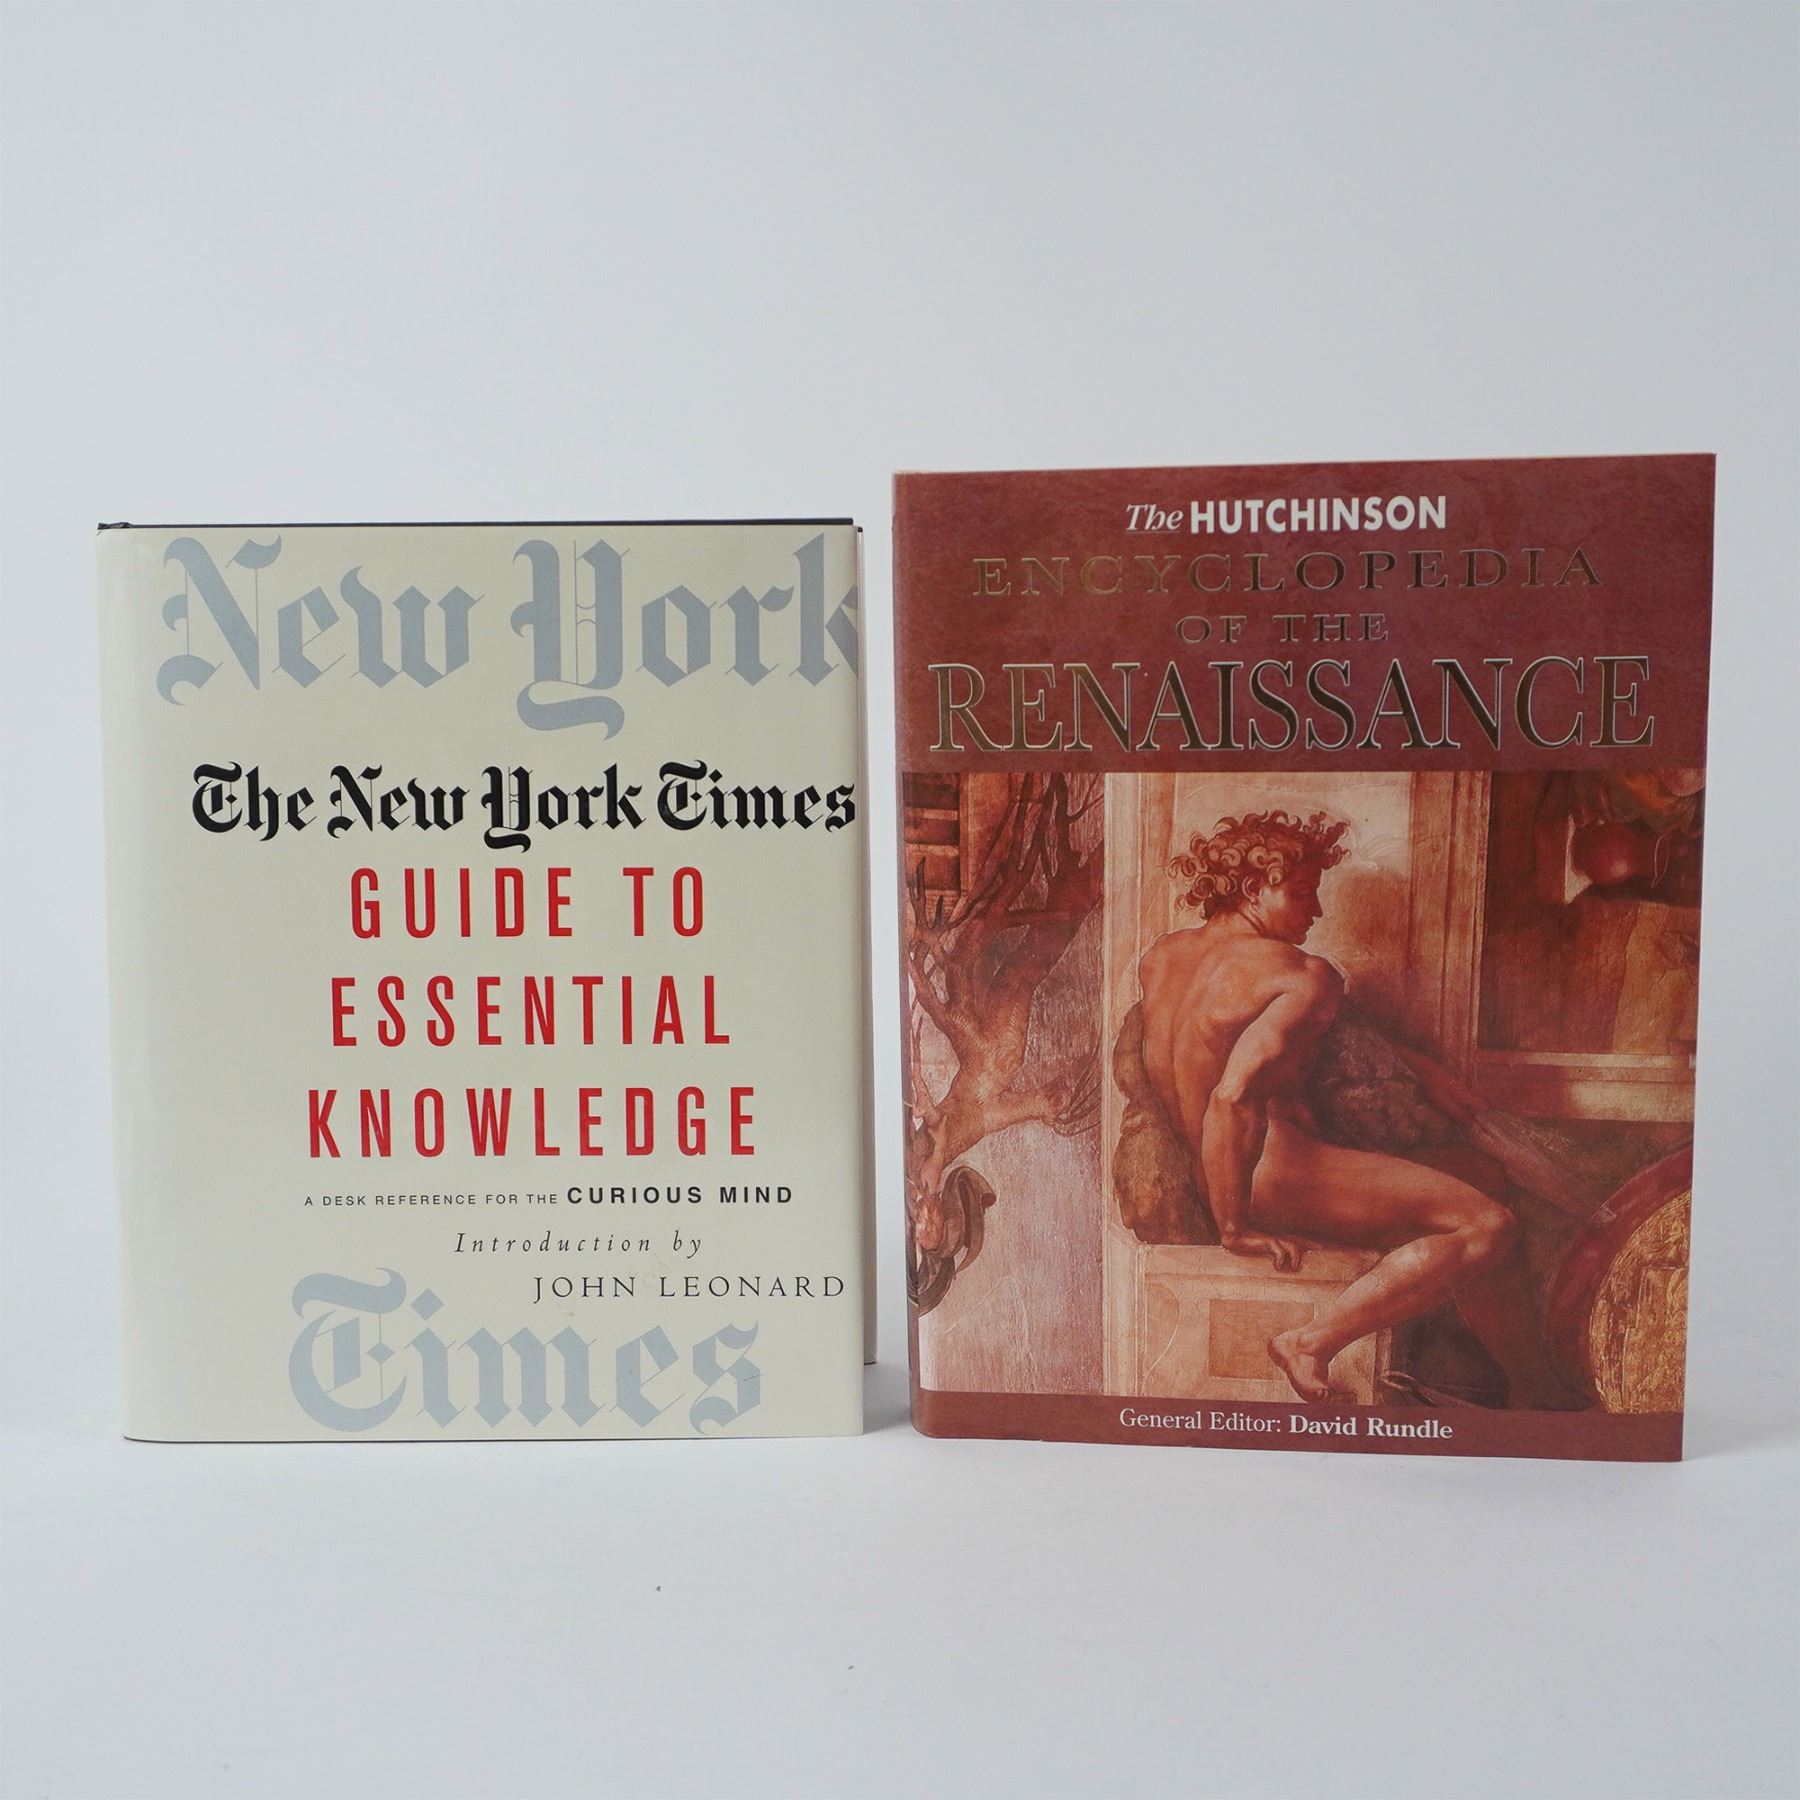 New York
The New York Times
GUIDE TO
ESSENTIAL
KNOWLEDGE
A DESK REFERENCE FOR THE CURIOUS MIND
Introduction by
JOHN LEONARD
Times
The HUTCHINSON
ENCYCLOPEDIA
OF THE
RENAISSANCE
General Editor: David Rundle